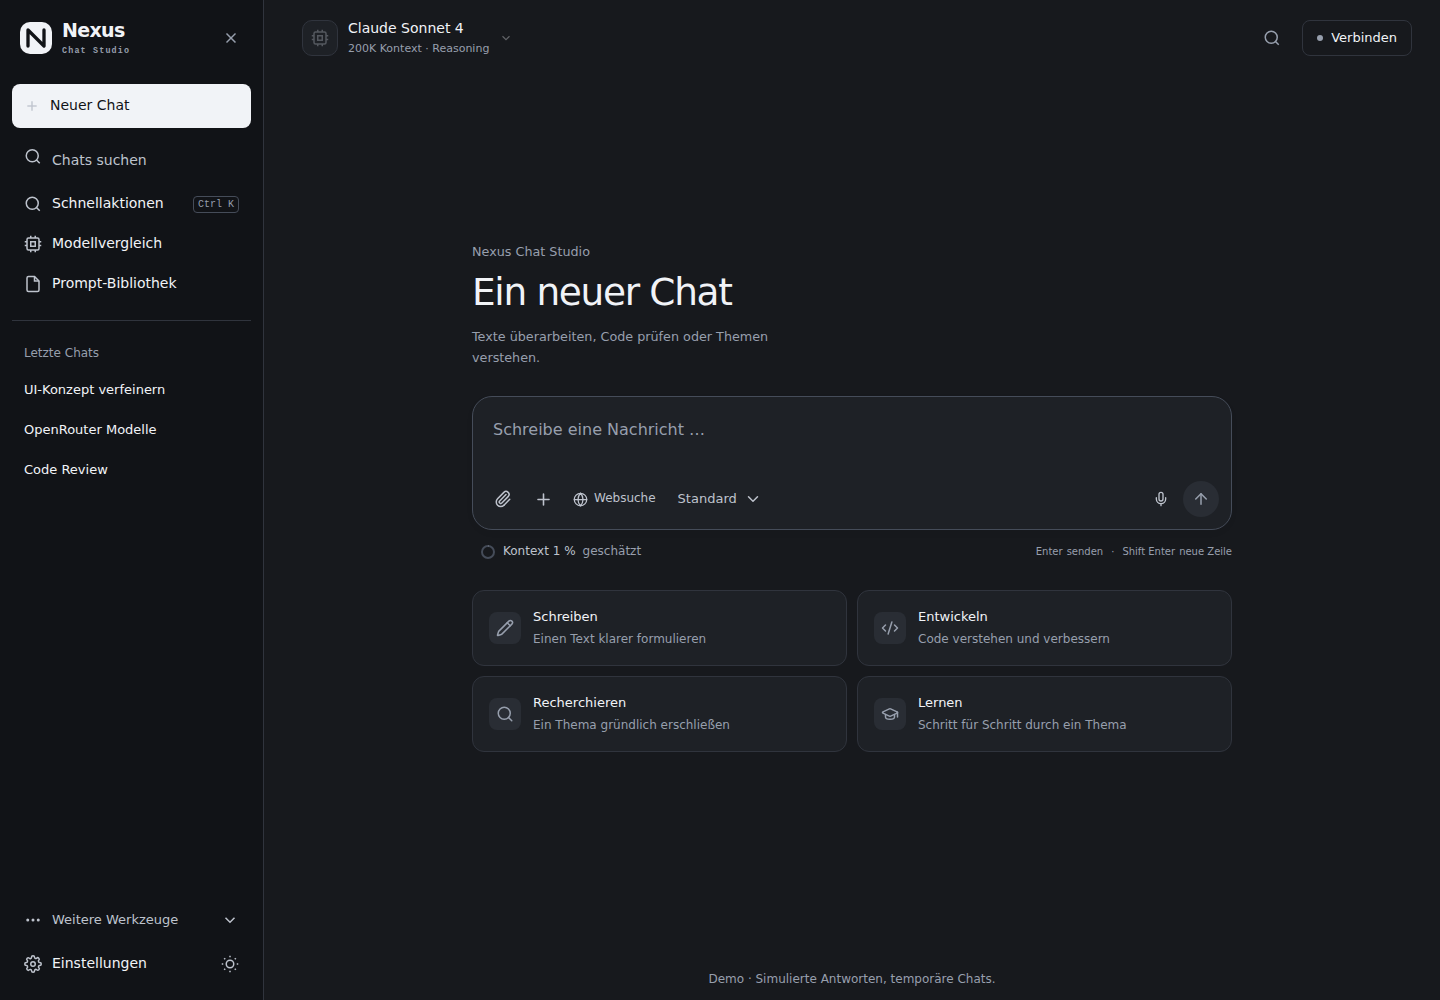 Nexus
Chat Studio
Neuer Chat
Chats suchen
Schnellaktionen
Ctrl K
Modellvergleich
Prompt-Bibliothek
Letzte Chats
UI-Konzept verfeinern
OpenRouter Modelle
Code Review
Weitere Werkzeuge
Einstellungen
Claude Sonnet 4
200K Kontext · Reasoning
Verbinden
Nexus Chat Studio
Ein neuer Chat
Texte überarbeiten, Code prüfen oder Themen
verstehen.
Schreibe eine Nachricht ...
Websuche
Standard
Kontext 1 % geschätzt
Enter senden · Shift Enter neue Zeile
Schreiben
Einen Text klarer formulieren
Entwickeln
Code verstehen und verbessern
Recherchieren
Ein Thema gründlich erschließen
Lernen
Schritt für Schritt durch ein Thema
Demo · Simulierte Antworten, temporäre Chats.